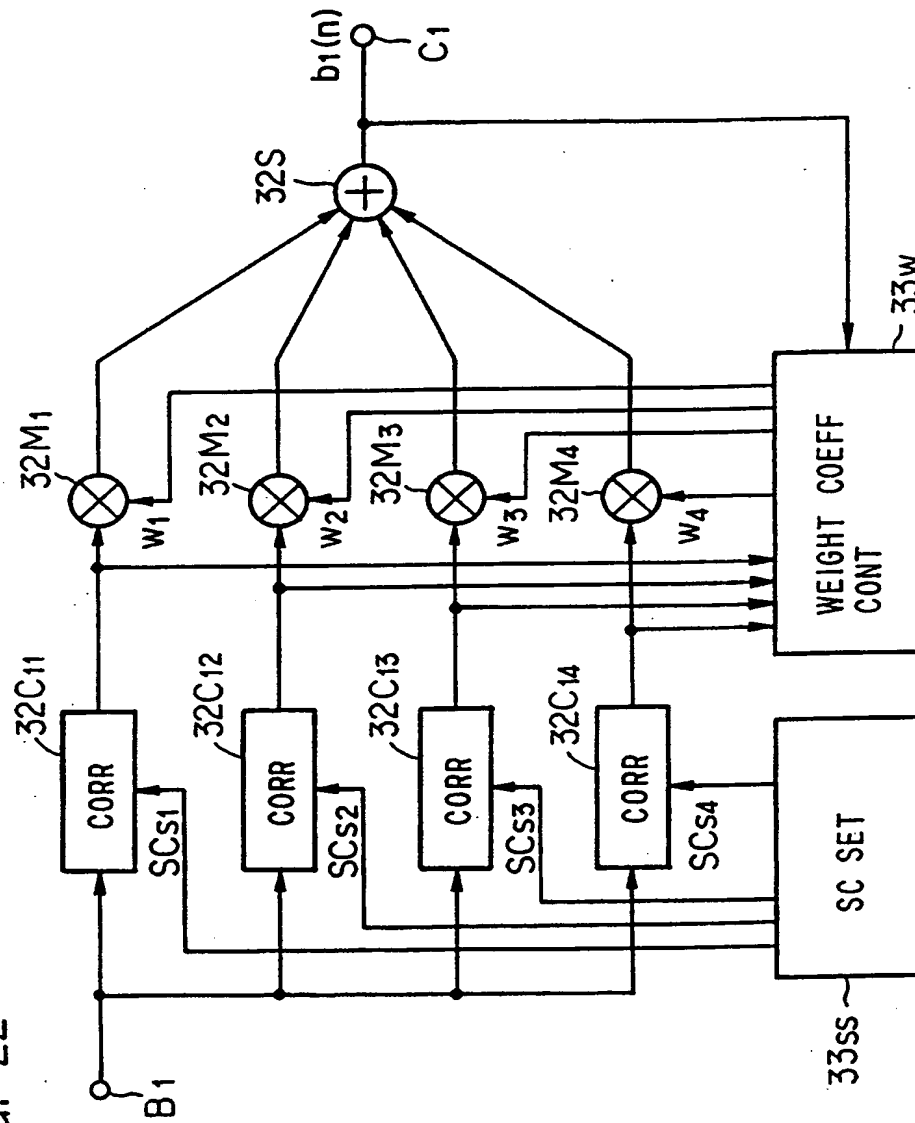 22
B1
32C11
CORR
SCS1
32M1
W1
32C12
CORR
SCS2
32M2
W2
32C13
CORR
SCS3
32M3
W3
32C14
CORR
SCS4
32M4
W4
32S
b1(n)
C1
33SS
SC SET
33W
WEIGHT COEFF
CONT